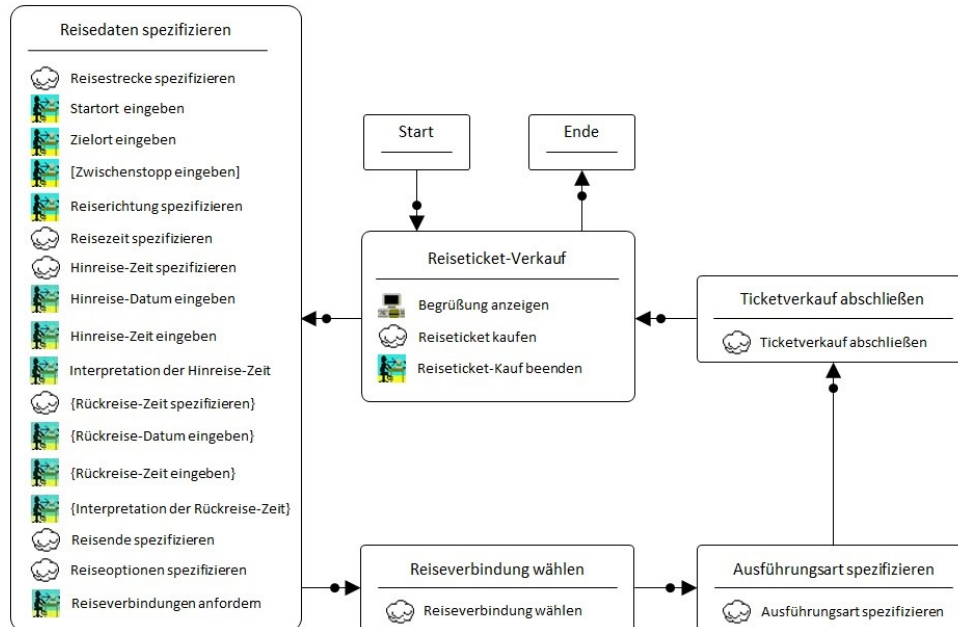 Reisedaten spezifizieren
Reisestrecke spezifizieren
Startort eingeben
Zielort eingeben
[Zwischenstopp eingeben]
Reiserichtung spezifizieren
Reisezeit spezifizieren
Hinreise-Zeit spezifizieren
Hinreise-Datum eingeben
Hinreise-Zeit eingeben
Interpretation der Hinreise-Zeit
{Rückreise-Zeit spezifizieren}
{Rückreise-Datum eingeben}
{Rückreise-Zeit eingeben}
{Interpretation der Rückreise-Zeit}
Reisende spezifizieren
Reiseoptionen spezifizieren
Reiseverbindungen anfordern
Start
Ende
Reiseticket-Verkauf
Begrüßung anzeigen
Reiseticket kaufen
Reiseticket-Kauf beenden
Ticketverkauf abschließen
Ticketverkauf abschließen
Reiseverbindung wählen
Reiseverbindung wählen
Ausführungsart spezifizieren
Ausführungsart spezifizieren